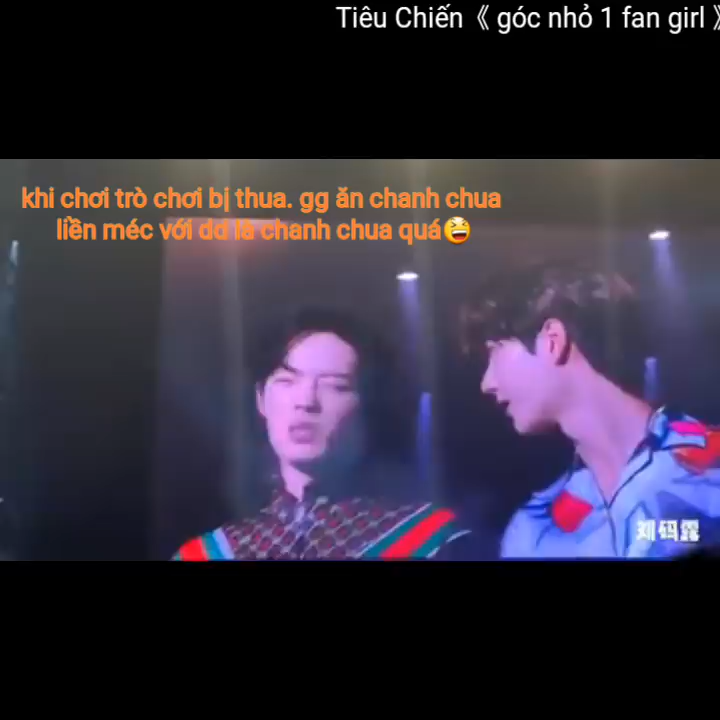 Tiêu Chiến《 góc nhỏ 1 fan girl 》
khi chơi trò chơi bị thua. gg ăn chanh chua
liền méc với dd là chanh chua quá😆
刘码露